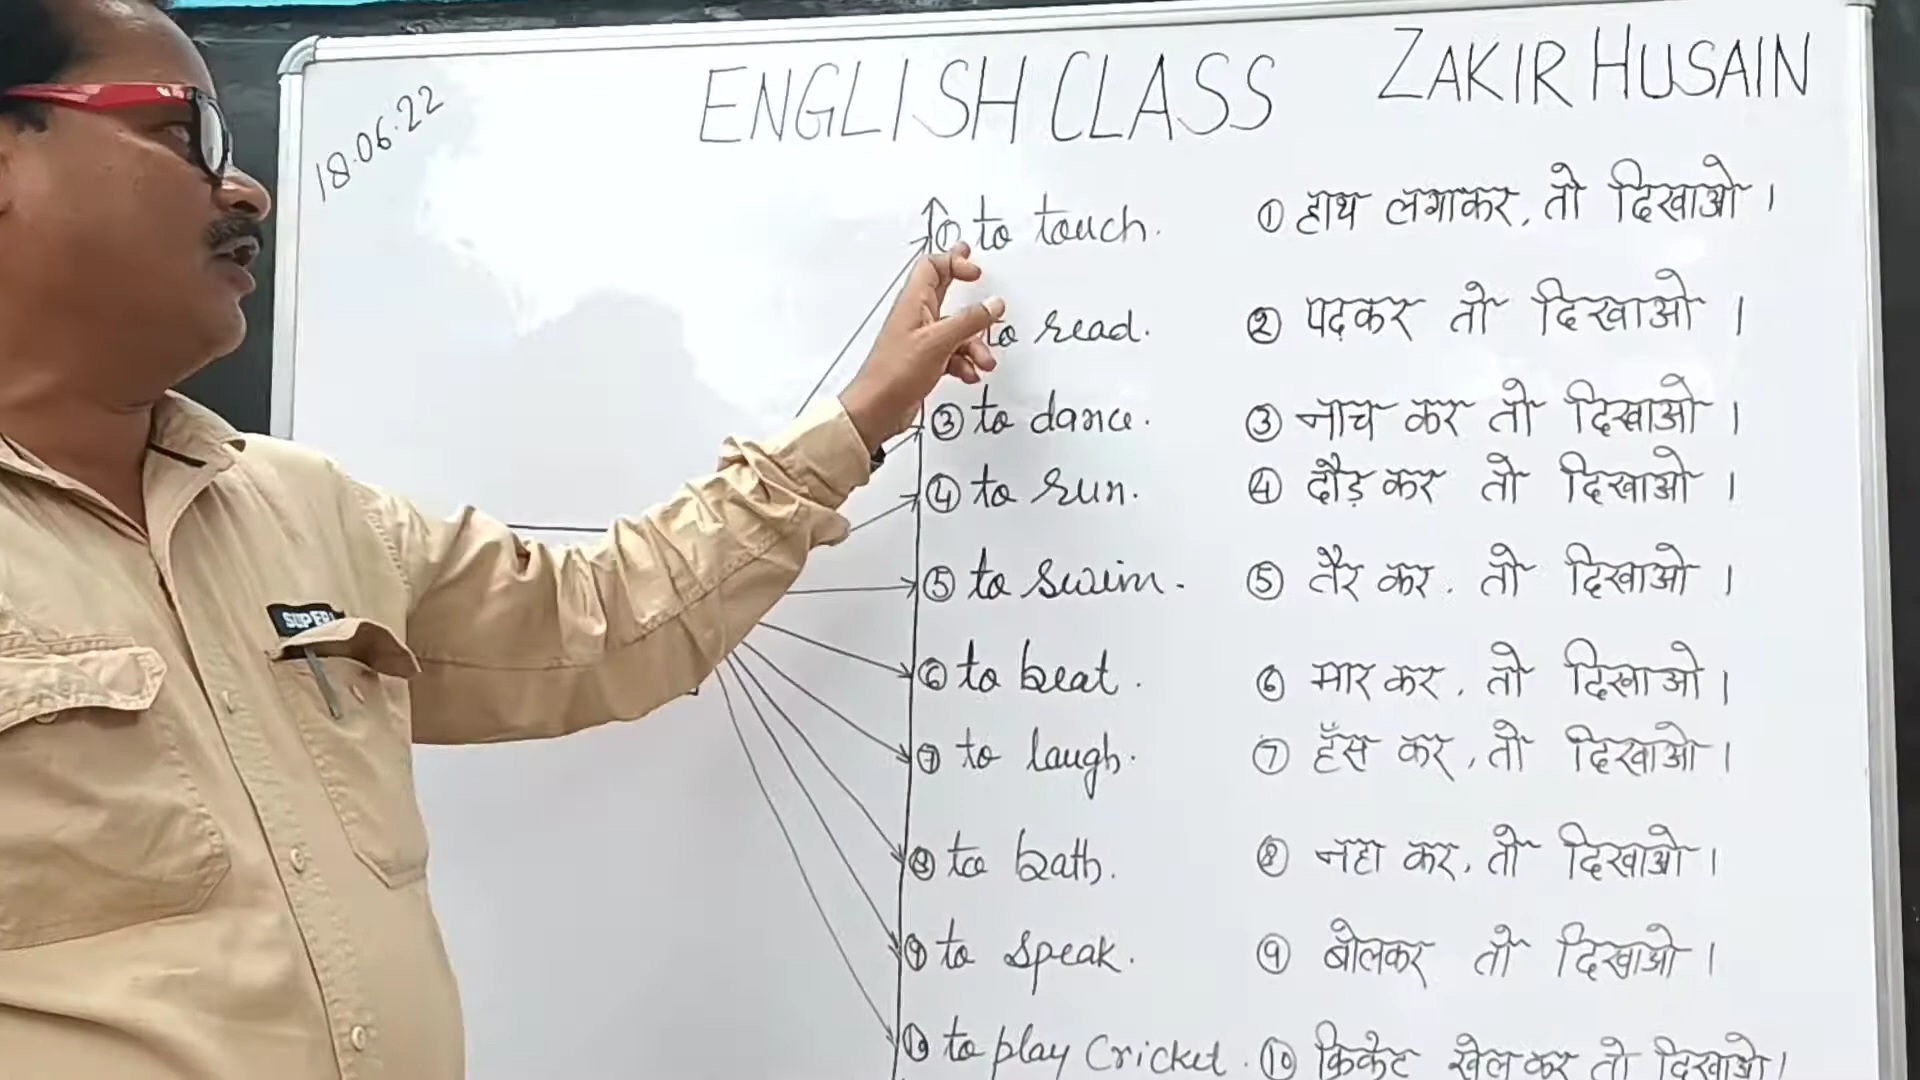 18.06.22
ENGLISH CLASS
ZAKIR HUSAIN
① to touch. ① हाथ लगाकर, तो दिखाओ ।
to read. ② पढ़कर तो दिखाओ ।
③ to dance. ③ नाच कर तो दिखाओ ।
④ to run. ④ दौड़ कर तो दिखाओ ।
⑤ to swim. ⑤ तैर कर. तो दिखाओ ।
⑥ to beat. ⑥ मार कर, तो दिखाओ ।
⑦ to laugh. ⑦ हँस कर, तो दिखाओ ।
⑧ to bath. ⑧ नहा कर, तो दिखाओ ।
⑨ to speak. ⑨ बोलकर तो दिखाओ ।
⑩ to play Cricket. ⑩ क्रिकेट खेल कर तो दिखाओ ।
SUPER